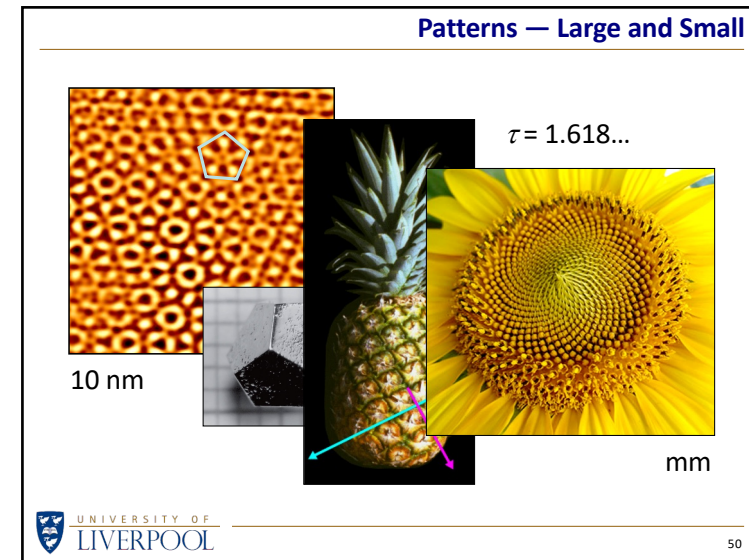 Patterns — Large and Small
τ = 1.618...
10 nm
mm
UNIVERSITY OF
LIVERPOOL
50